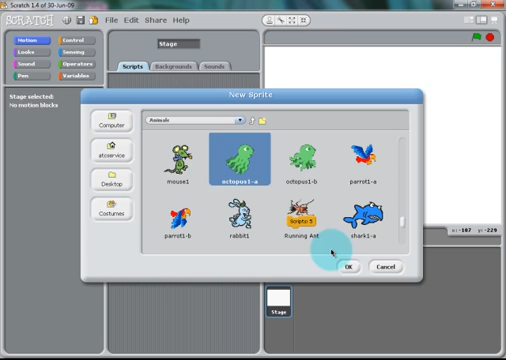 Scratch 1.4 of 30-Jun-09
SCRATCH File Edit Share Help
Motion Control
Looks Sensing
Sound Operators
Pen Variables
Stage selected:
No motion blocks
Stage
Scripts Backgrounds Sounds
New Sprite
Animals
Computer
Desktop
Costumes
mouse1 octopus1-a octopus1-b parrot1-a
parrot1-b rabbit1 Running Ant shark1-a
OK Cancel
x: -187 y: -229
Stage